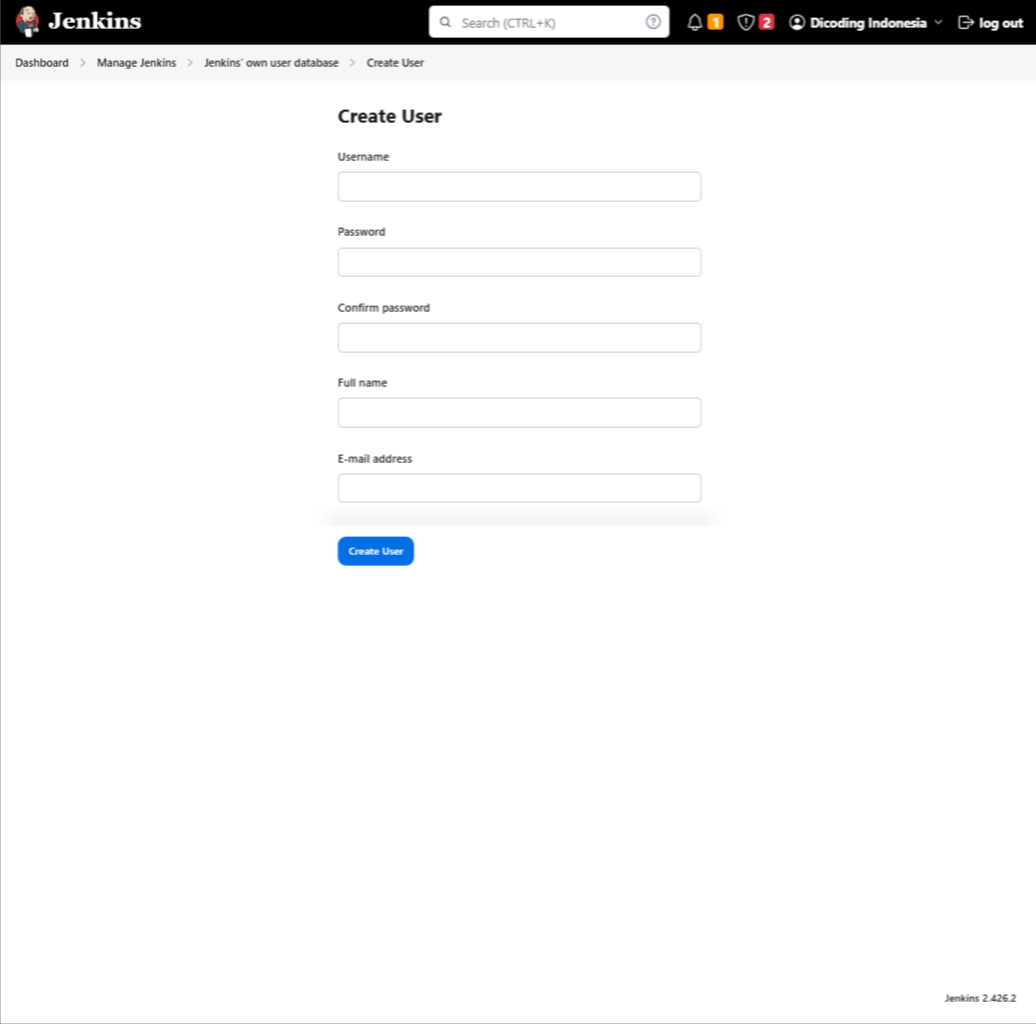 Jenkins
Search (CTRL+K)
1
2
Dicoding Indonesia
log out
Dashboard > Manage Jenkins > Jenkins' own user database > Create User
Create User
Username
Password
Confirm password
Full name
E-mail address
Create User
Jenkins 2.426.2